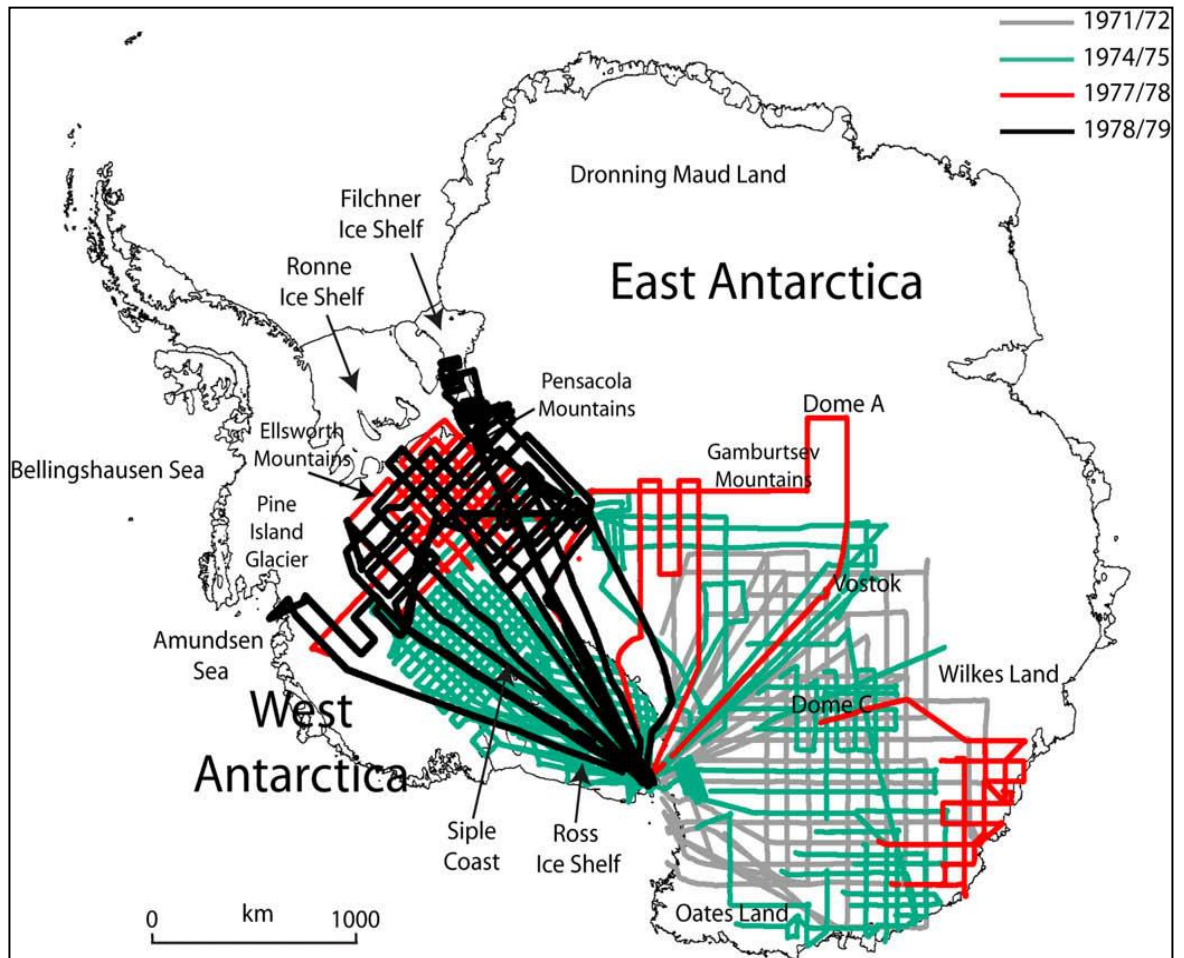 1971/72
1974/75
1977/78
1978/79
Dronning Maud Land
Filchner
Ice Shelf
East Antarctica
Ronne
Ice Shelf
Pensacola
Mountains
Dome A
Ellsworth
Mountains
Gamburtsev
Mountains
Bellingshausen Sea
Pine
Island
Glacier
Vostok
Amundsen
Sea
Wilkes Land
Dome C
West
Antarctica
Siple
Coast
Ross
Ice Shelf
Oates Land
0 km 1000